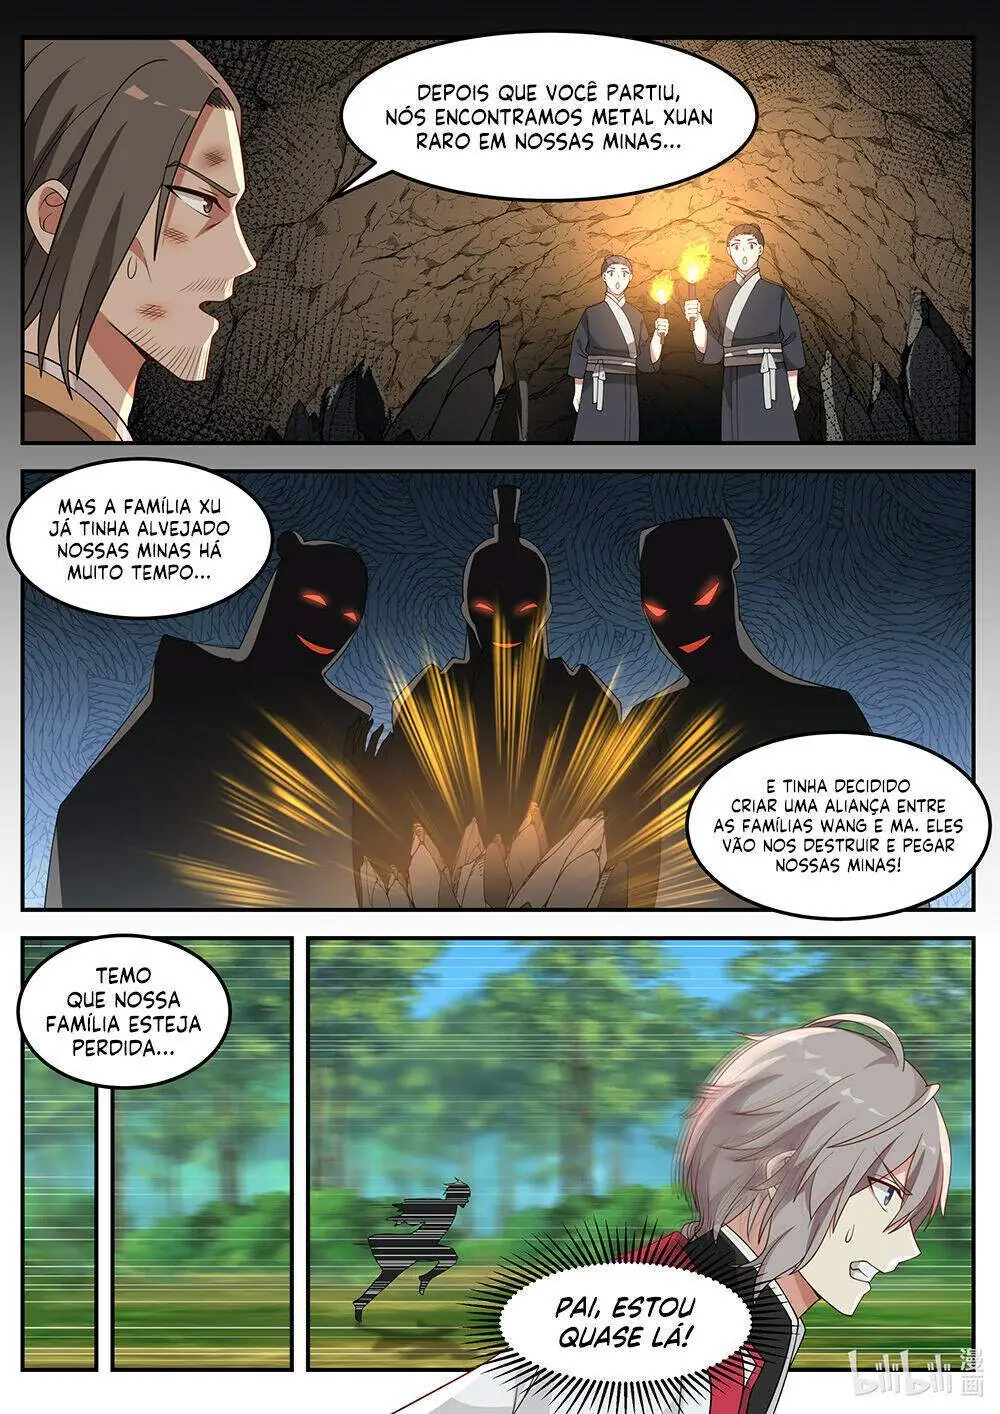 DEPOIS QUE VOCÊ PARTIU,
NÓS ENCONTRAMOS METAL XUAN
RARO EM NOSSAS MINAS...
MAS A FAMÍLIA XU
JÁ TINHA ALVEJADO
NOSSAS MINAS HÁ
MUITO TEMPO...
E TINHA DECIDIDO
CRIAR UMA ALIANÇA ENTRE
AS FAMÍLIAS WANG E MA. ELES
VÃO NOS DESTRUIR E PEGAR
NOSSAS MINAS!
TEMO
QUE NOSSA
FAMÍLIA ESTEJA
PERDIDA...
PAI, ESTOU
QUASE LÁ!
bilibili 漫画